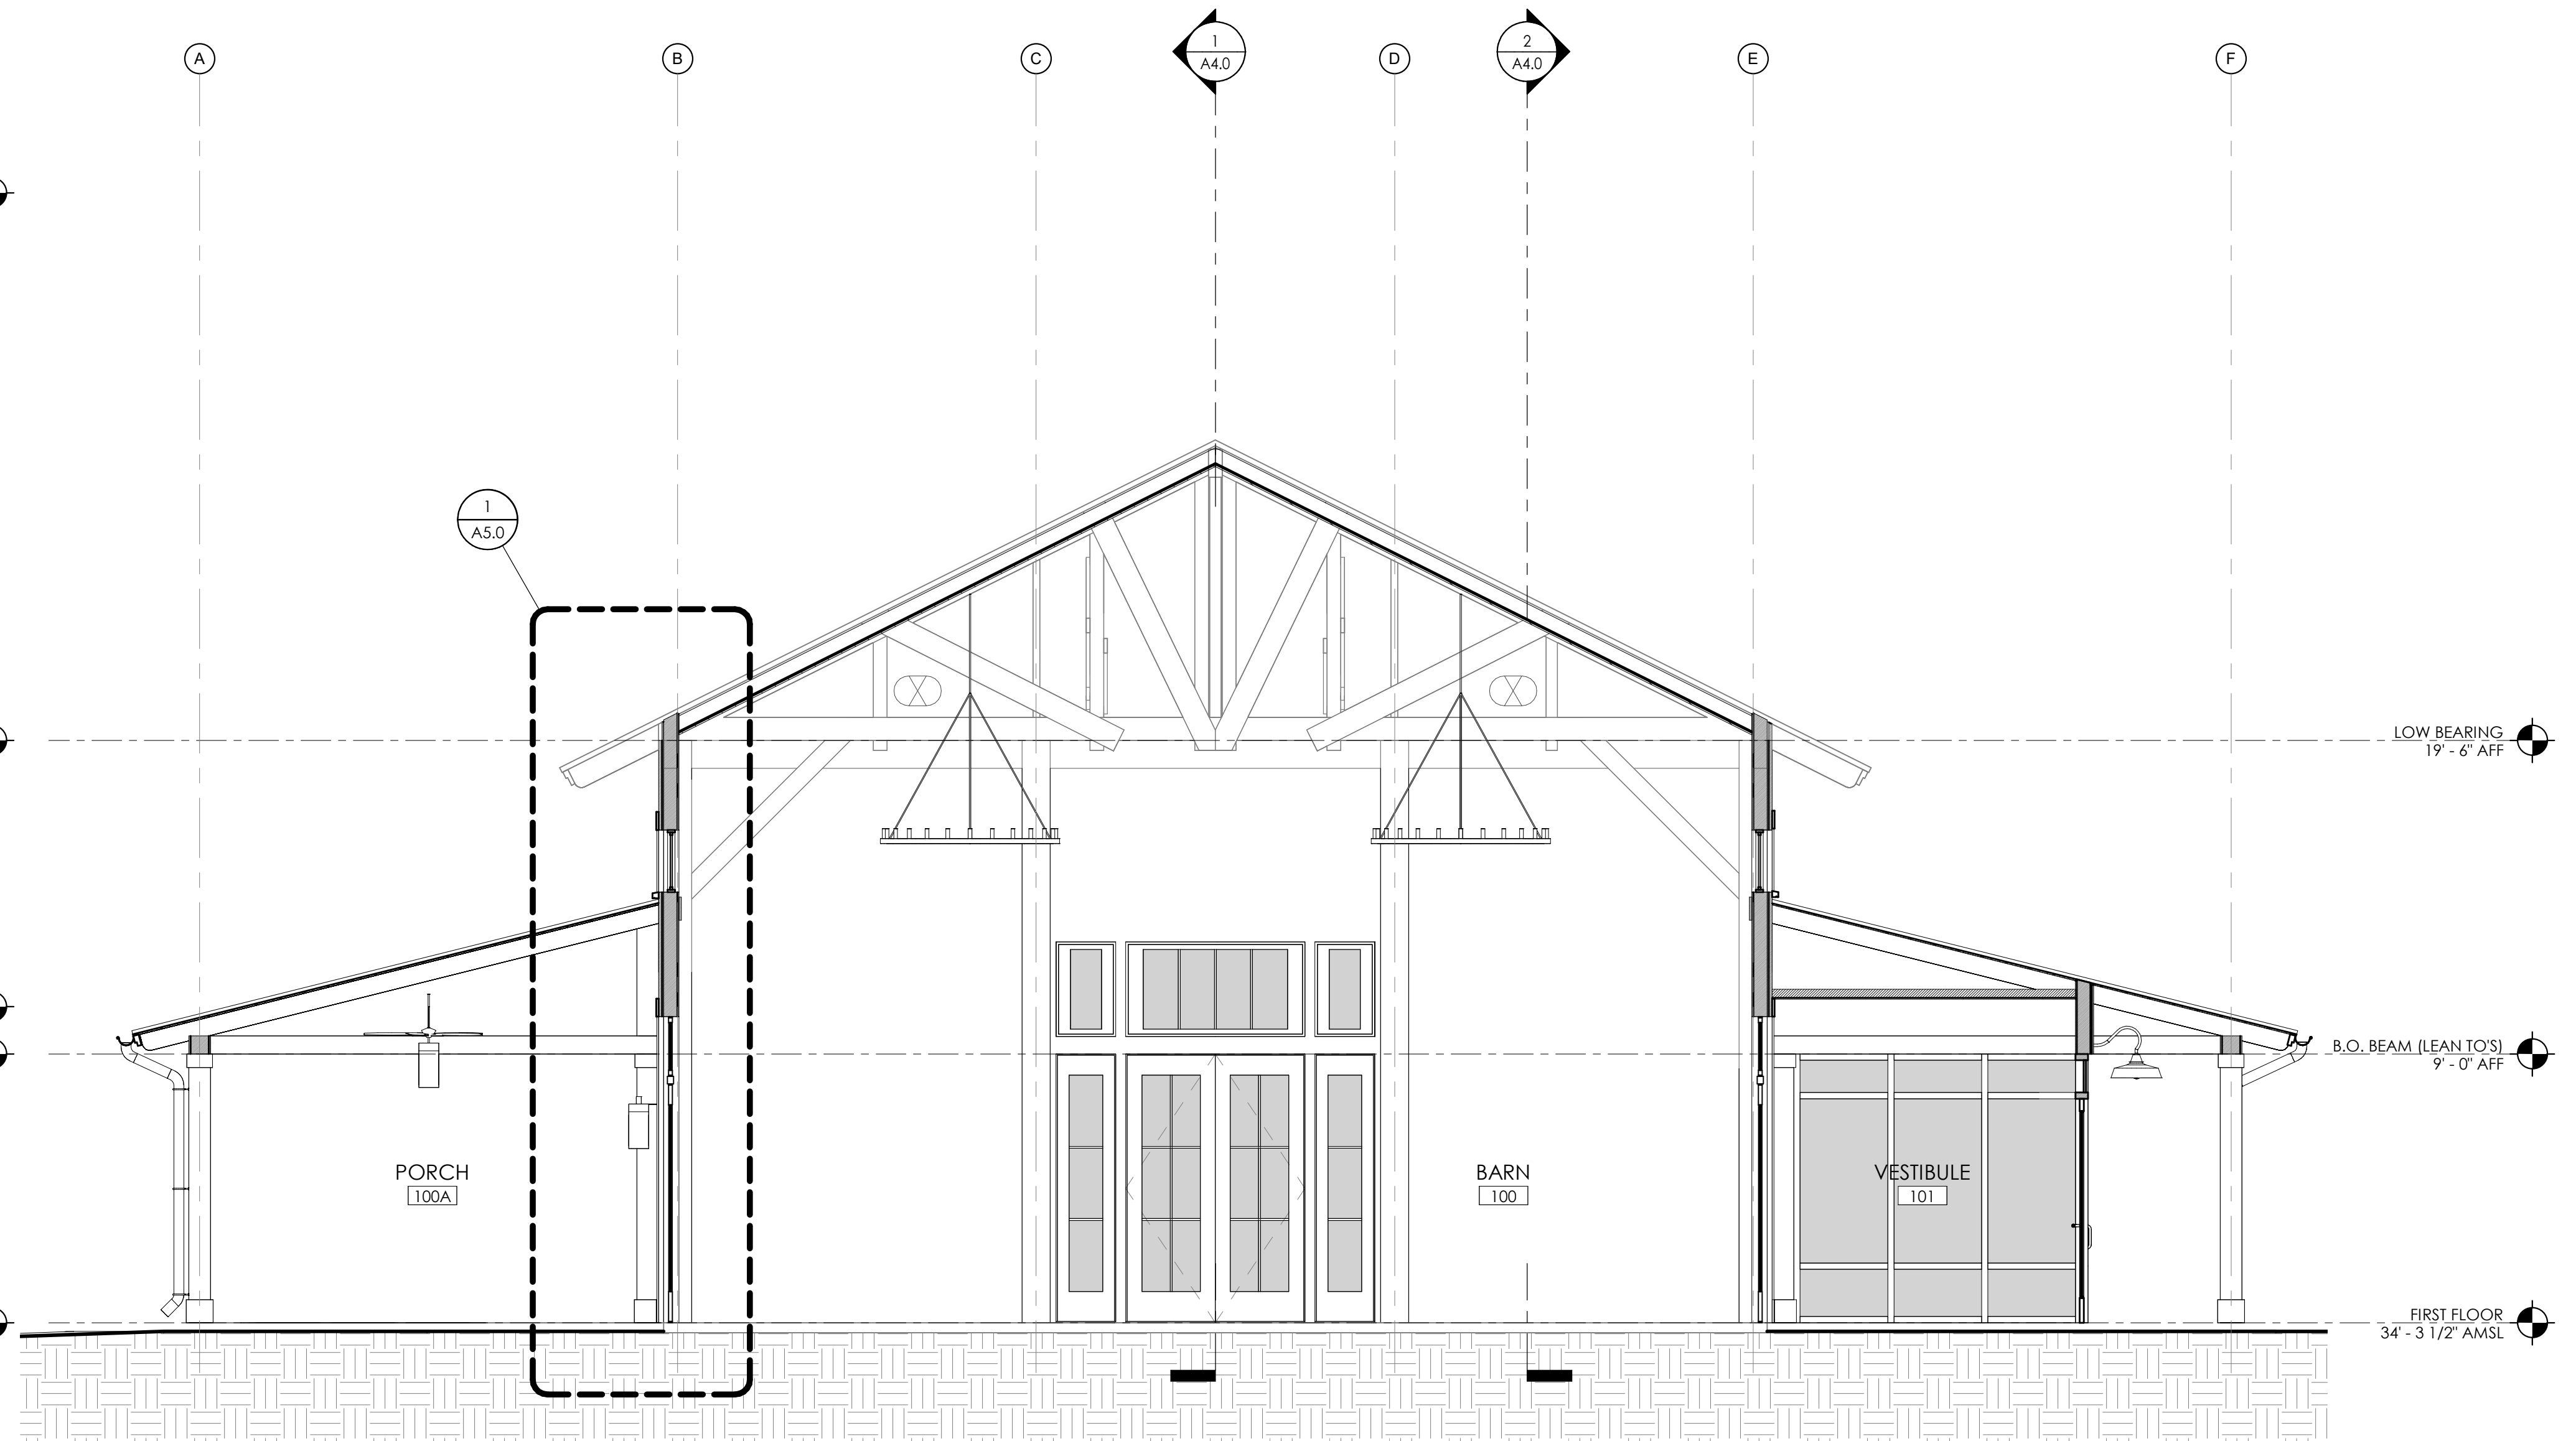 A
B
C
1
A4.0
D
2
A4.0
E
F
1
A5.0
LOW BEARING
19' - 6" AFF
B.O. BEAM (LEAN TO'S)
9' - 0" AFF
PORCH
100A
BARN
100
VESTIBULE
101
FIRST FLOOR
34' - 3 1/2" AMSL